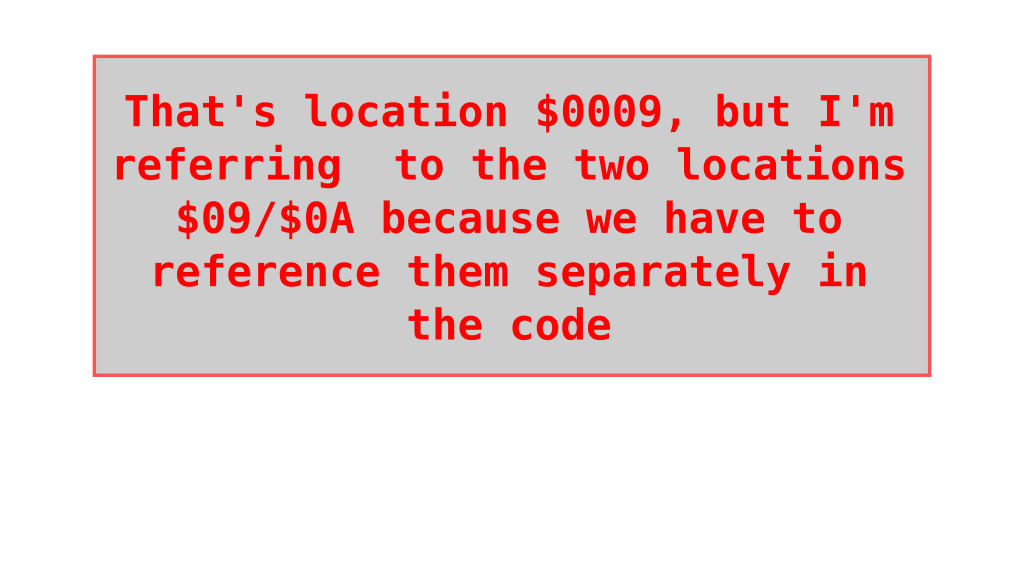 That's location $0009, but I'm
referring  to the two locations
$09/$0A because we have to
reference them separately in
the code